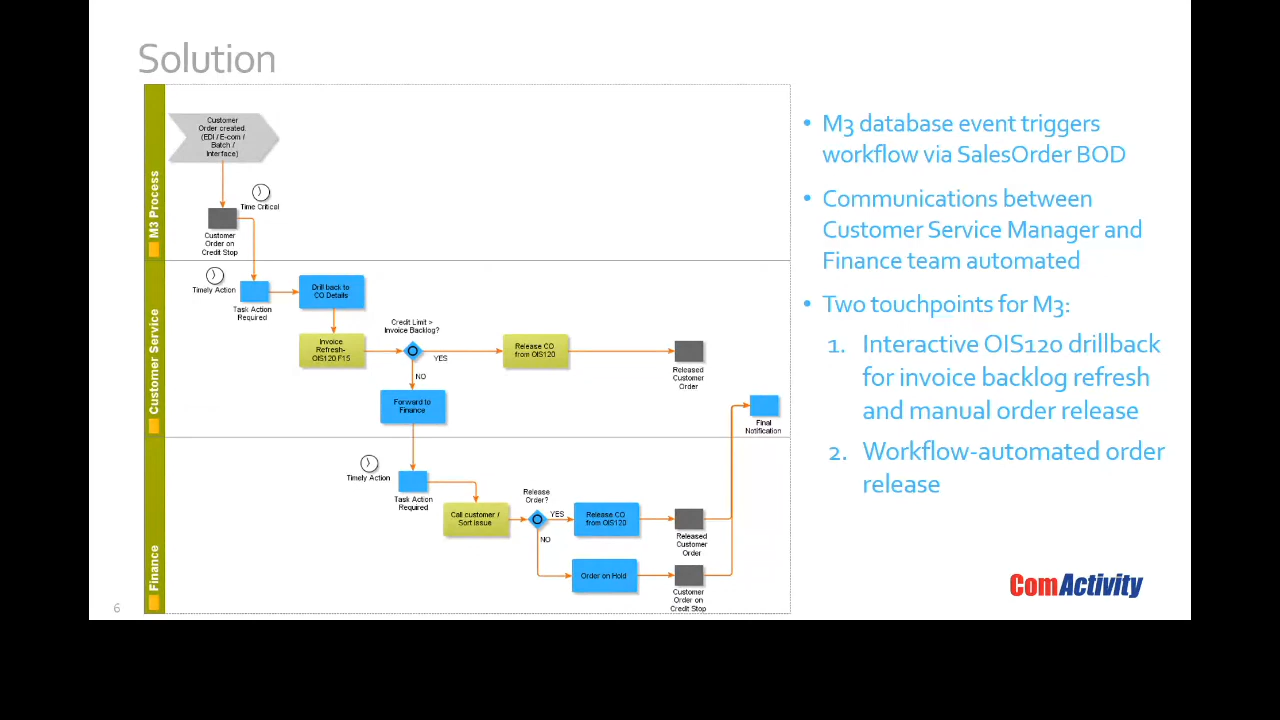 Solution
Customer
Order created.
(EDI / E-com /
Batch /
Interface)
Time Critical
Customer
Order on
Credit Stop
M3 Process
Timely Action
Task Action
Required
Drill back to
CO Details
Invoice
Refresh-
OIS120 F15
Credit Limit >
Invoice Backlog?
YES
NO
Release CO
from OIS120
Released
Customer
Order
Forward to
Finance
Final
Notification
Customer Service
Timely Action
Task Action
Required
Call customer /
Sort Issue
Release
Order?
YES
NO
Release CO
from OIS120
Released
Customer
Order
Order on Hold
Customer
Order on
Credit Stop
Finance
• M3 database event triggers
workflow via SalesOrder BOD
• Communications between
Customer Service Manager and
Finance team automated
• Two touchpoints for M3:
1. Interactive OIS120 drillback
for invoice backlog refresh
and manual order release
2. Workflow-automated order
release
ComActivity
6